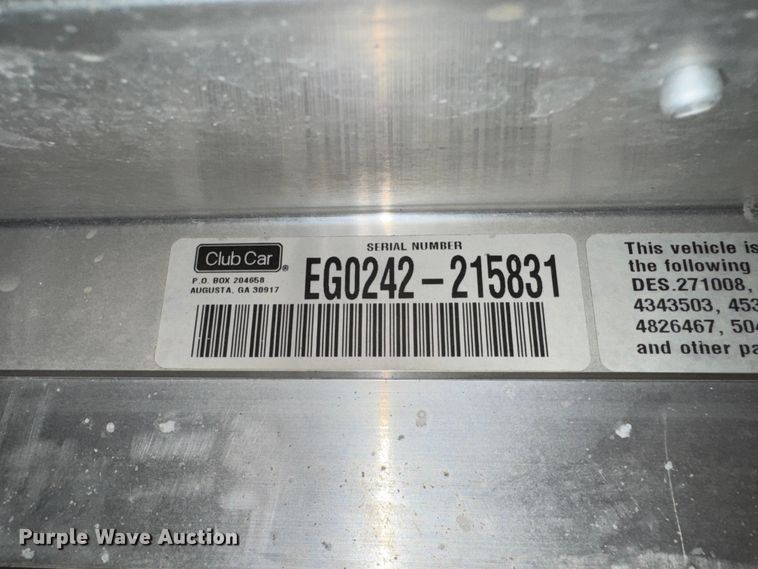 Club Car®
P.O. BOX 204658
AUGUSTA, GA 30917
SERIAL NUMBER
EG0242-215831
This vehicle is
the following
DES.271008,
4343503, 453
4826467, 504
and other pa
Purple Wave Auction